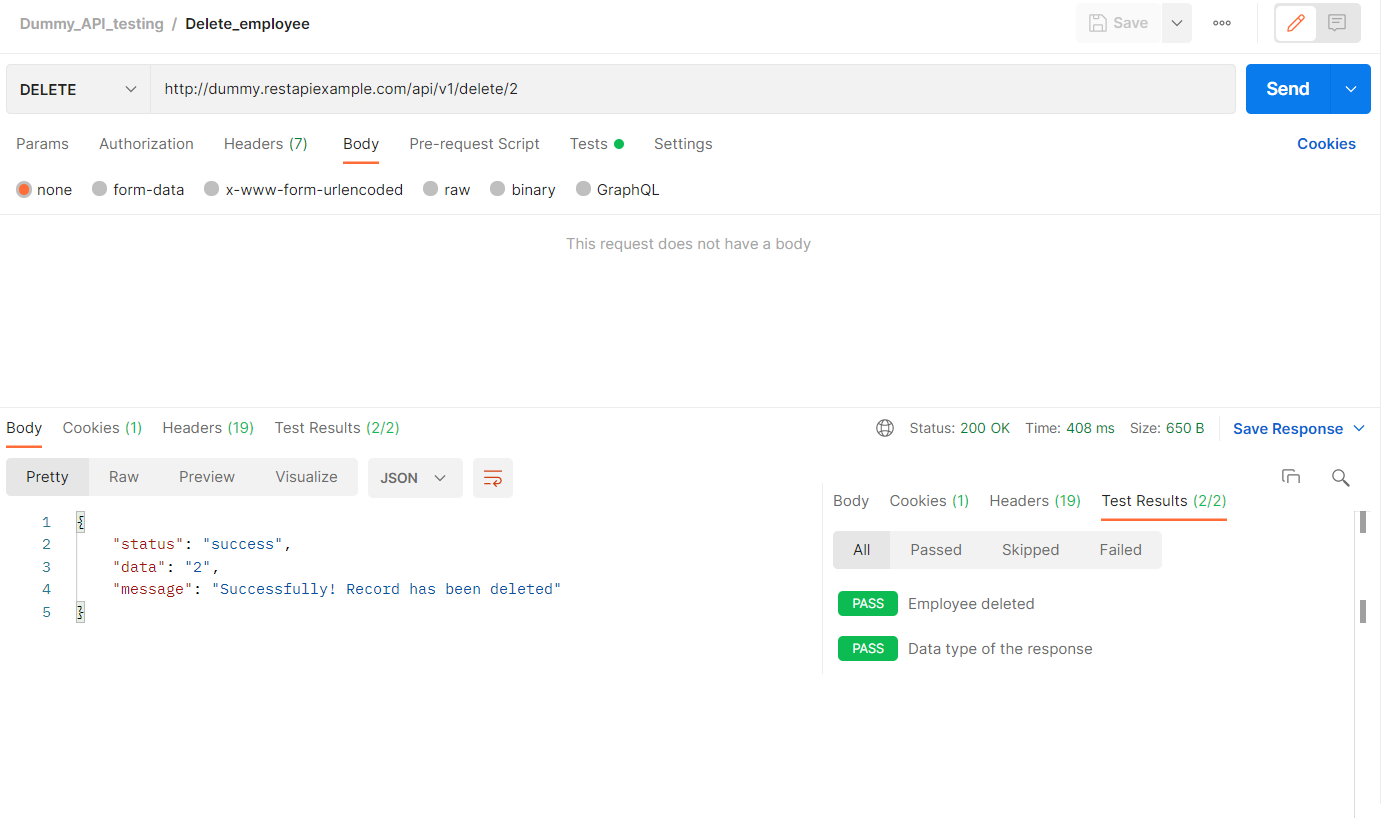 Dummy_API_testing / Delete_employee
Save
DELETE
http://dummy.restapiexample.com/api/v1/delete/2
Send
Params Authorization Headers (7) Body Pre-request Script Tests Settings Cookies
none form-data x-www-form-urlencoded raw binary GraphQL
This request does not have a body
Body Cookies (1) Headers (19) Test Results (2/2) Status: 200 OK Time: 408 ms Size: 650 B Save Response
Pretty Raw Preview Visualize JSON
1 {
2 "status": "success",
3 "data": "2",
4 "message": "Successfully! Record has been deleted"
5 }
Body Cookies (1) Headers (19) Test Results (2/2)
All Passed Skipped Failed
PASS Employee deleted
PASS Data type of the response